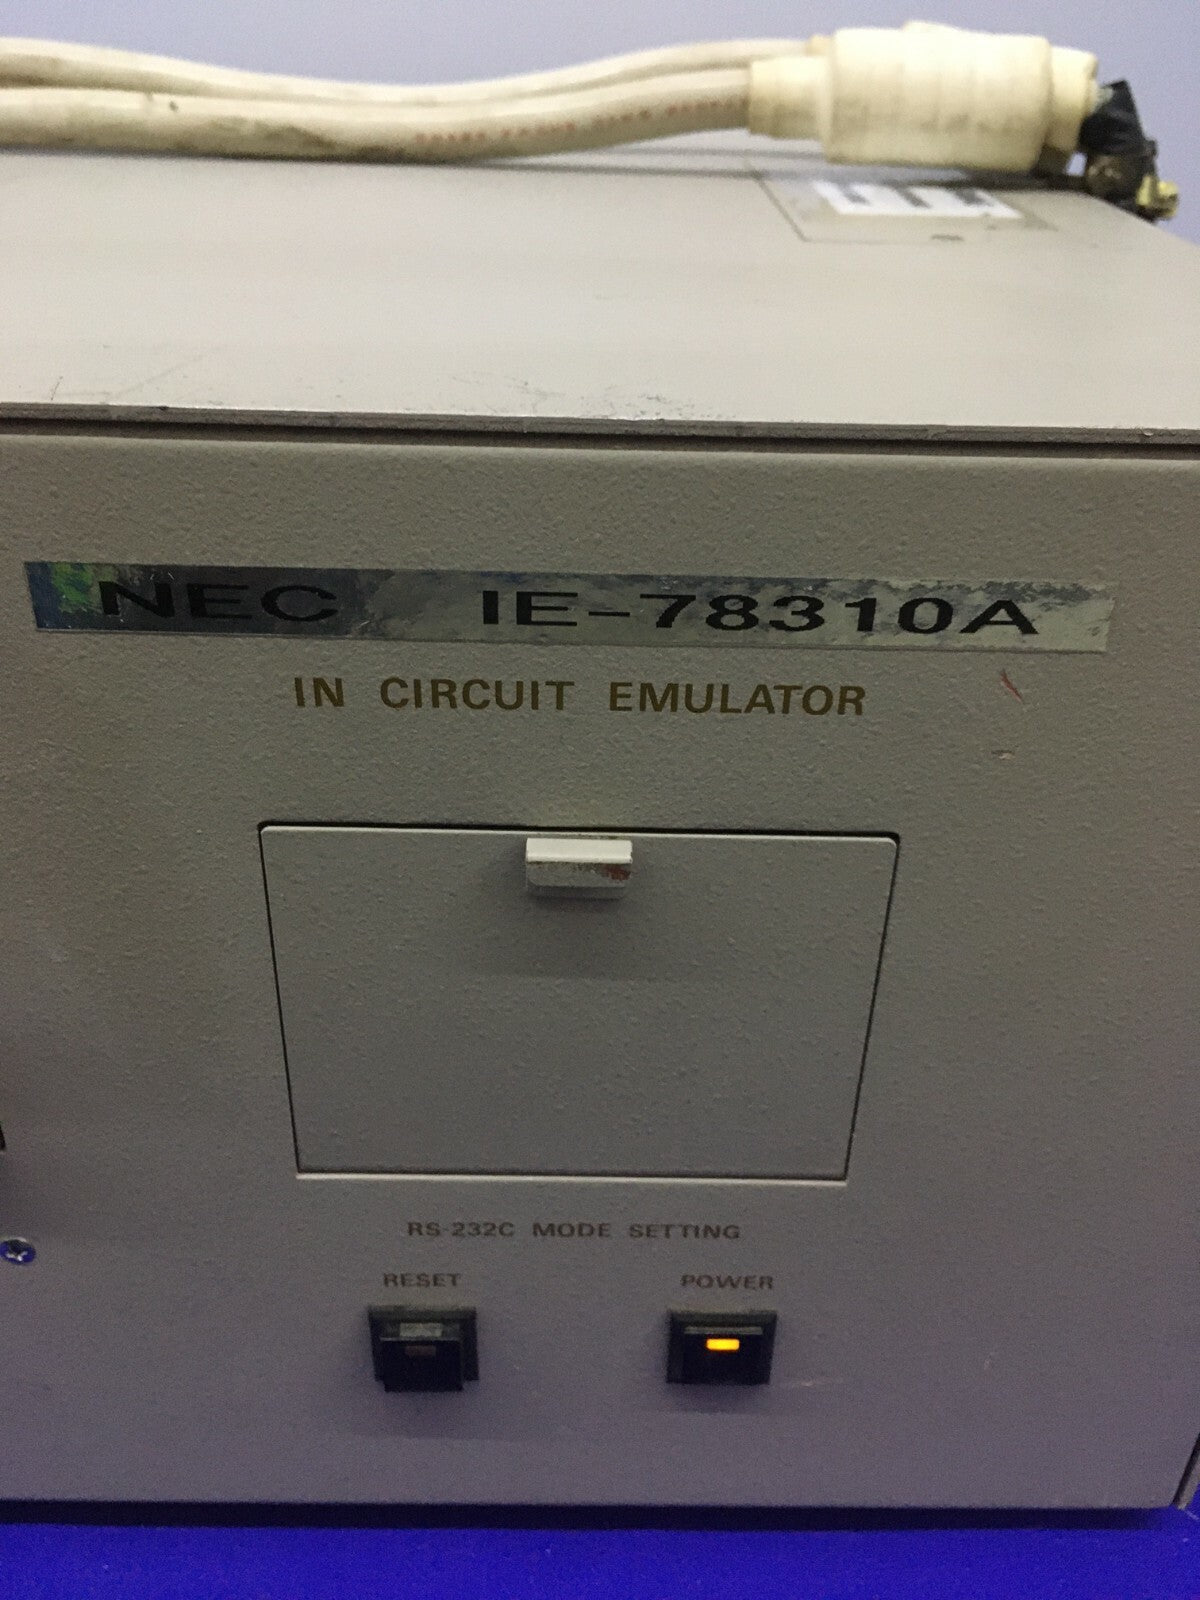 NEC IE-78310A
IN CIRCUIT EMULATOR
RS-232C MODE SETTING
RESET POWER